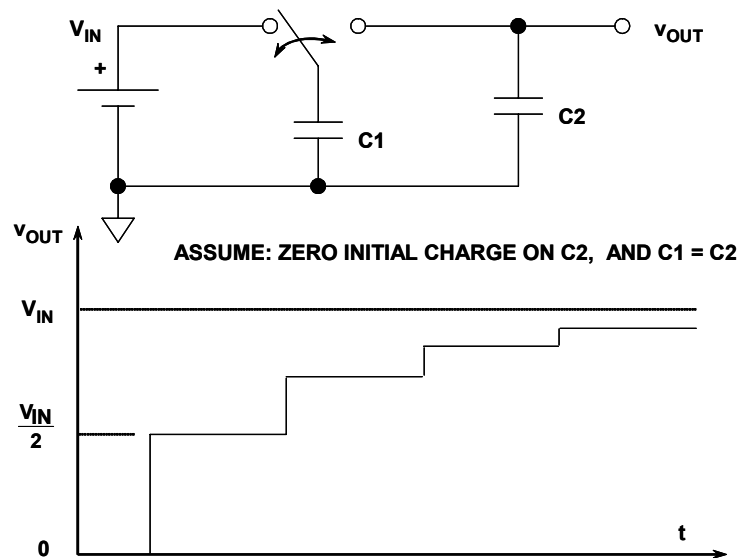 VIN
vOUT
+
C2
C1
vOUT
ASSUME: ZERO INITIAL CHARGE ON C2, AND C1 = C2
VIN
VIN
2
t
0